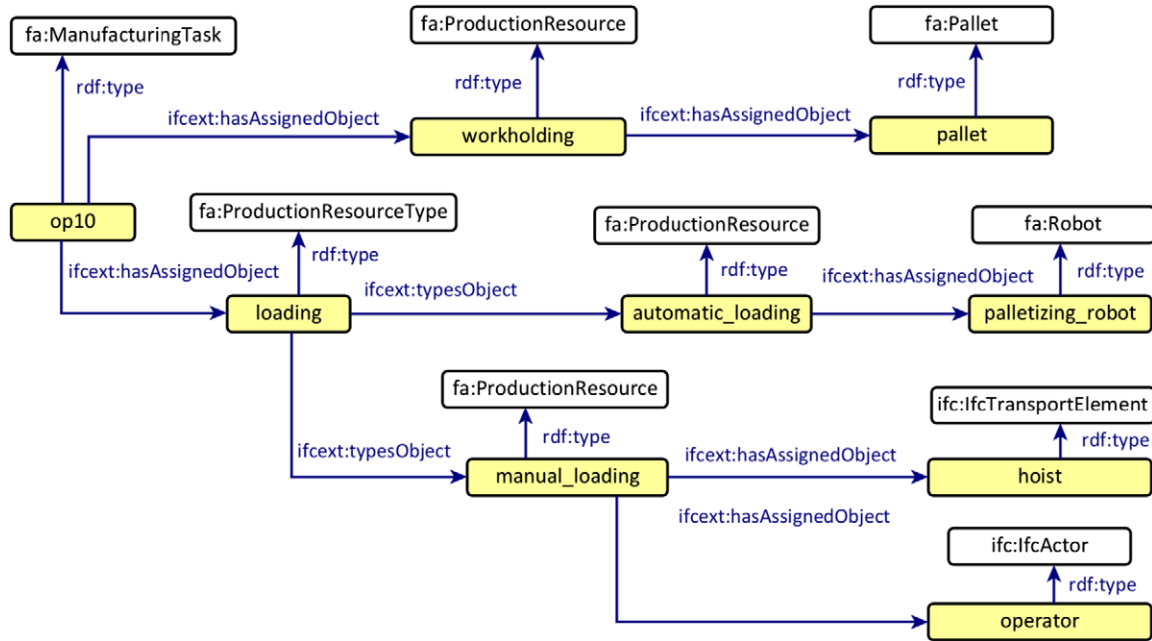 fa:ManufacturingTask
fa:ProductionResource
fa:Pallet
rdf:type
rdf:type
rdf:type
ifcext:hasAssignedObject
workholding
ifcext:hasAssignedObject
pallet
op10
fa:ProductionResourceType
fa:ProductionResource
fa:Robot
ifcext:hasAssignedObject
rdf:type
ifcext:typesObject
rdf:type
ifcext:hasAssignedObject
rdf:type
loading
automatic_loading
palletizing_robot
fa:ProductionResource
ifc:IfcTransportElement
rdf:type
rdf:type
ifcext:typesObject
manual_loading
ifcext:hasAssignedObject
hoist
ifcext:hasAssignedObject
ifc:IfcActor
rdf:type
operator